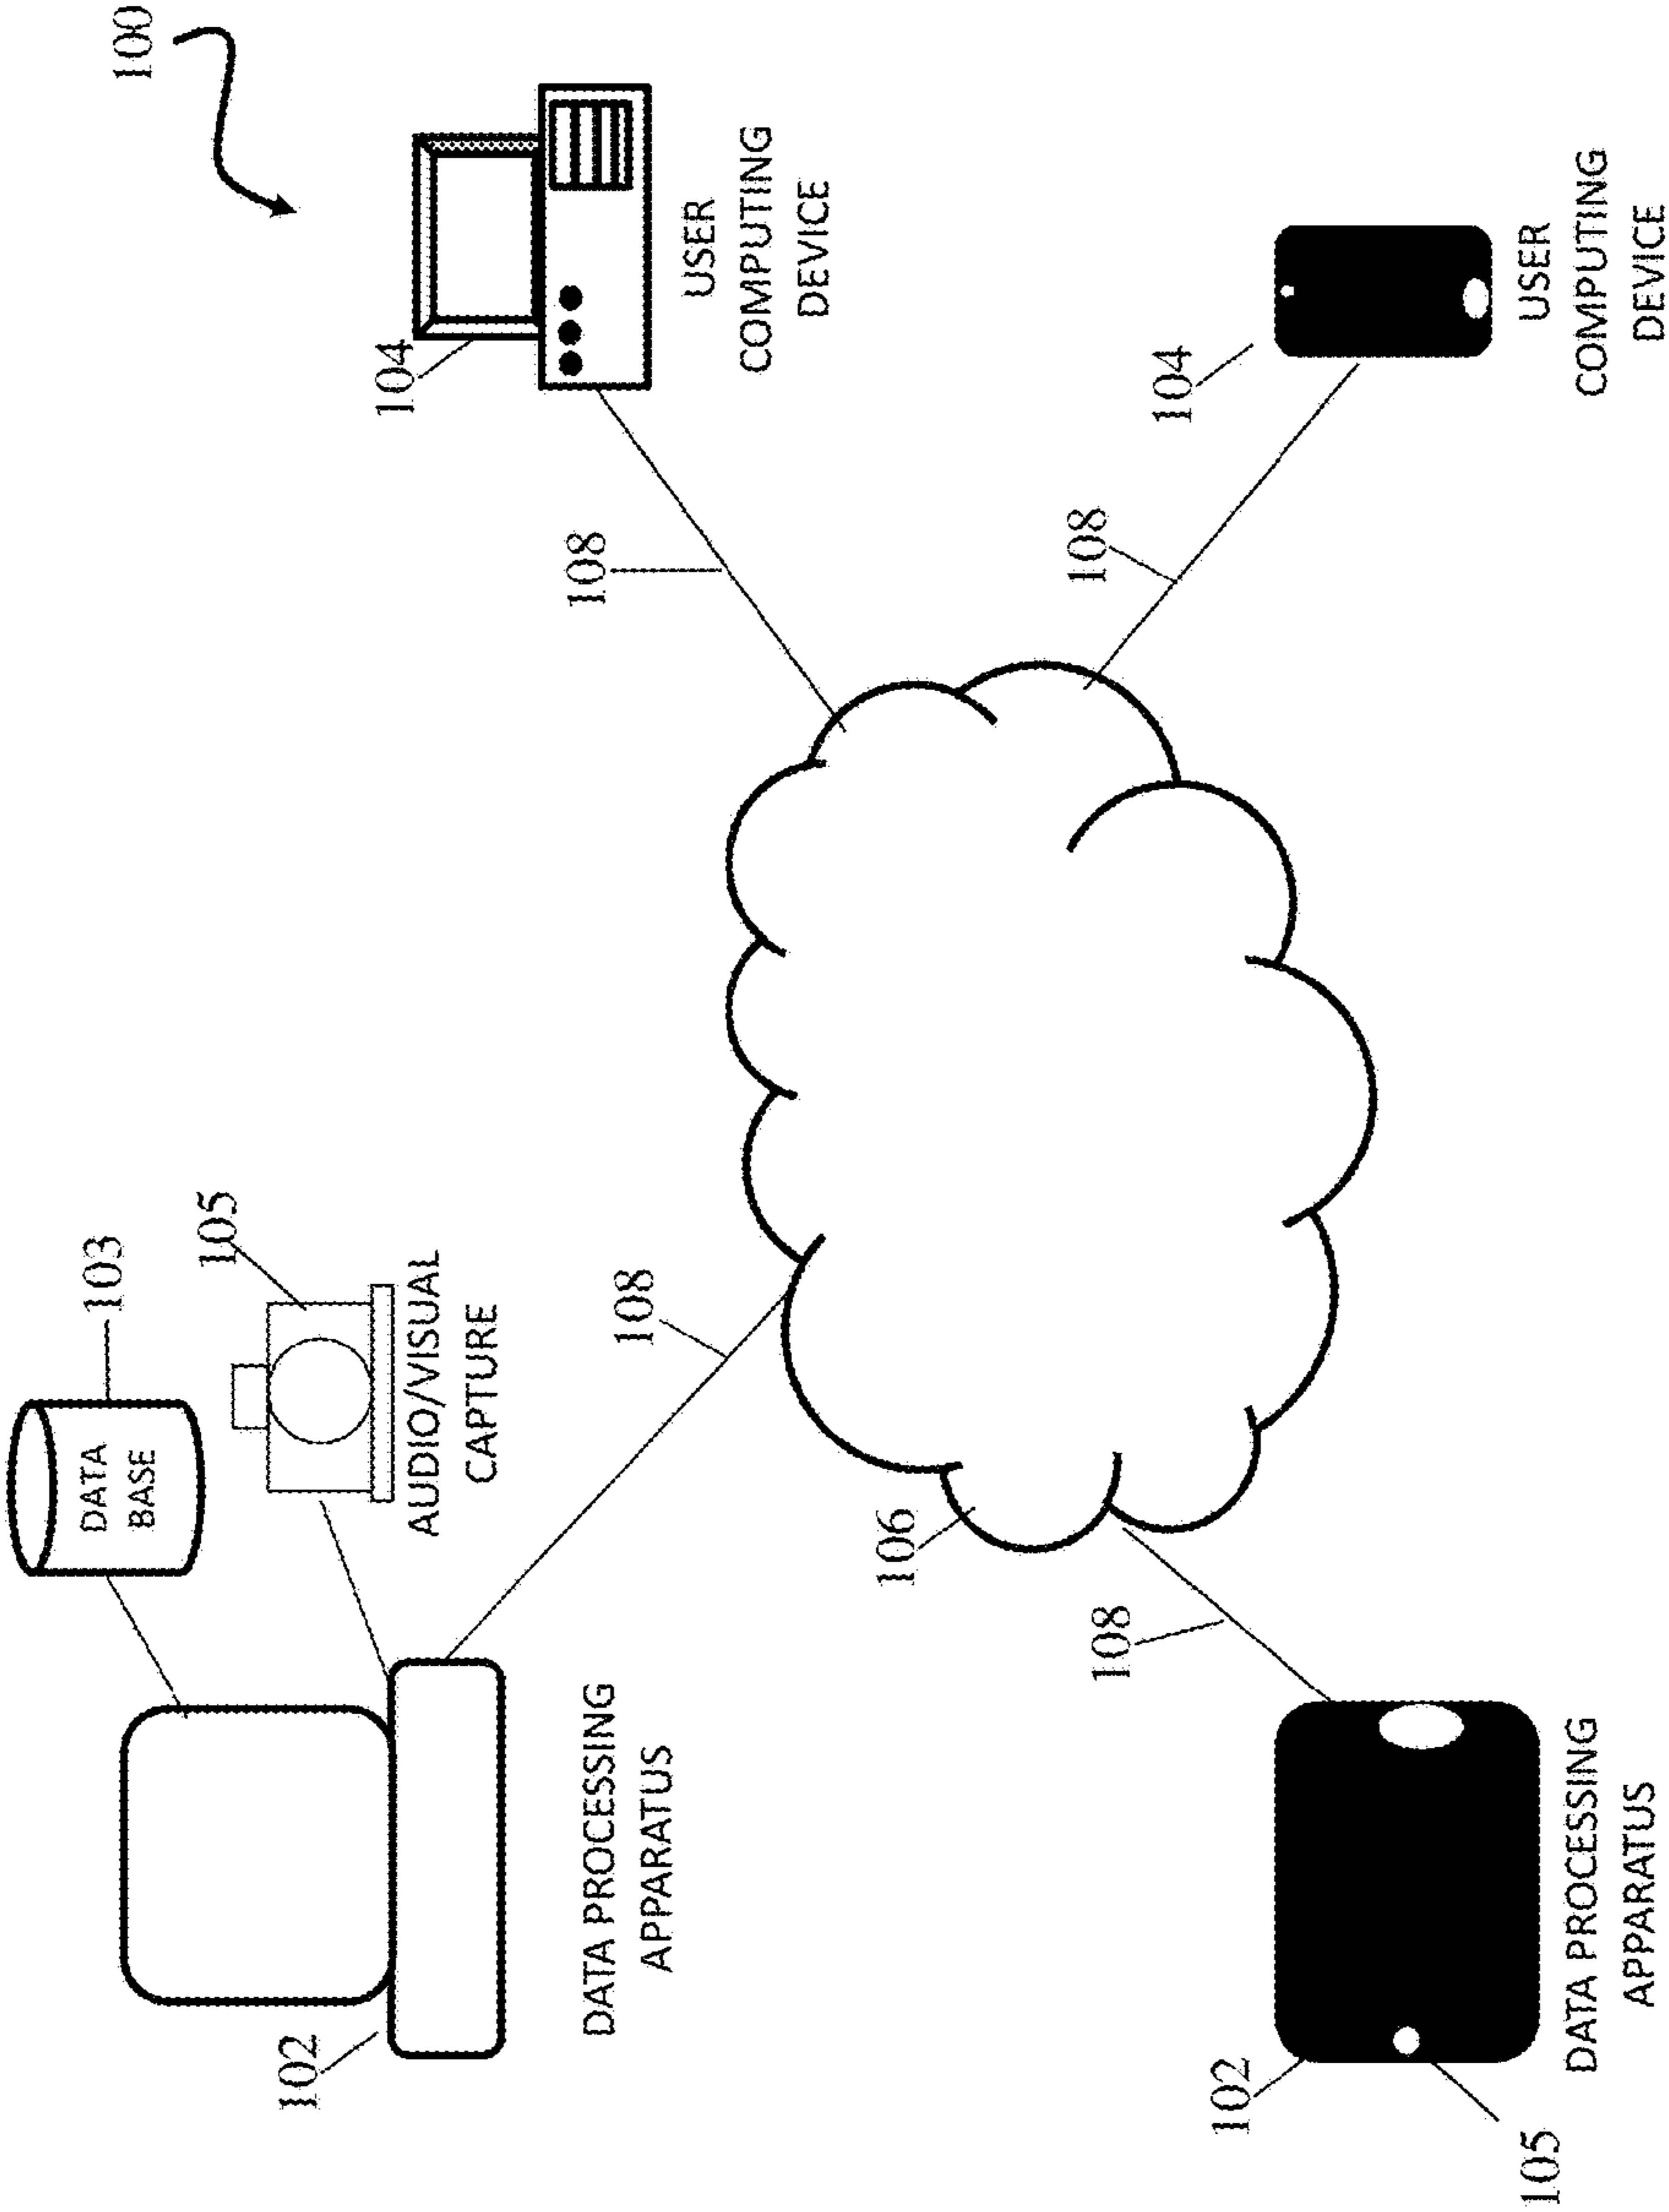 100
DATA
BASE
103
105
AUDIO/VISUAL
CAPTURE
102
DATA PROCESSING
APPARATUS
108
104
USER
COMPUTING
DEVICE
108
106
108
102
105
DATA PROCESSING
APPARATUS
108
104
USER
COMPUTING
DEVICE